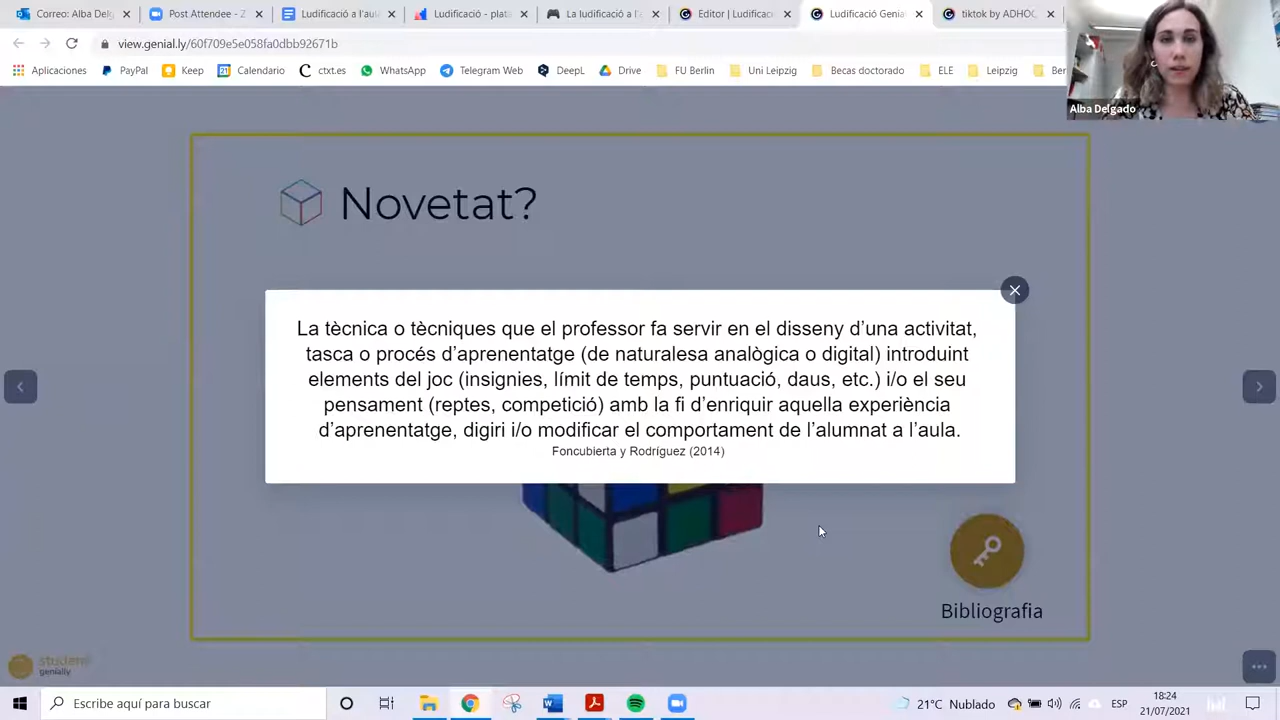 Correo: Alba Delg
Post Attendee - Z
Ludificació a l'aul
Ludificació - plata
La ludificació a l'e
Editor | Ludificac
Ludificació Genia
tiktok by ADHOC
view.genial.ly/60f709e5e058fa0dbb92671b
Aplicaciones
PayPal
Keep
Calendario
ctxt.es
WhatsApp
Telegram Web
DeepL
Drive
FU Berlin
Uni Leipzig
Becas doctorado
ELE
Leipzig
Ber
Alba Delgado
Novetat?
La tècnica o tècniques que el professor fa servir en el disseny d'una activitat,
tasca o procés d'aprenentatge (de naturalesa analògica o digital) introduint
elements del joc (insignies, límit de temps, puntuació, daus, etc.) i/o el seu
pensament (reptes, competició) amb la fi d'enriquir aquella experiència
d'aprenentatge, digiri i/o modificar el comportament de l'alumnat a l'aula.
Foncubierta y Rodríguez (2014)
Bibliografia
student
genially
Escribe aquí para buscar
21°C Nublado
ESP
18:24
21/07/2021